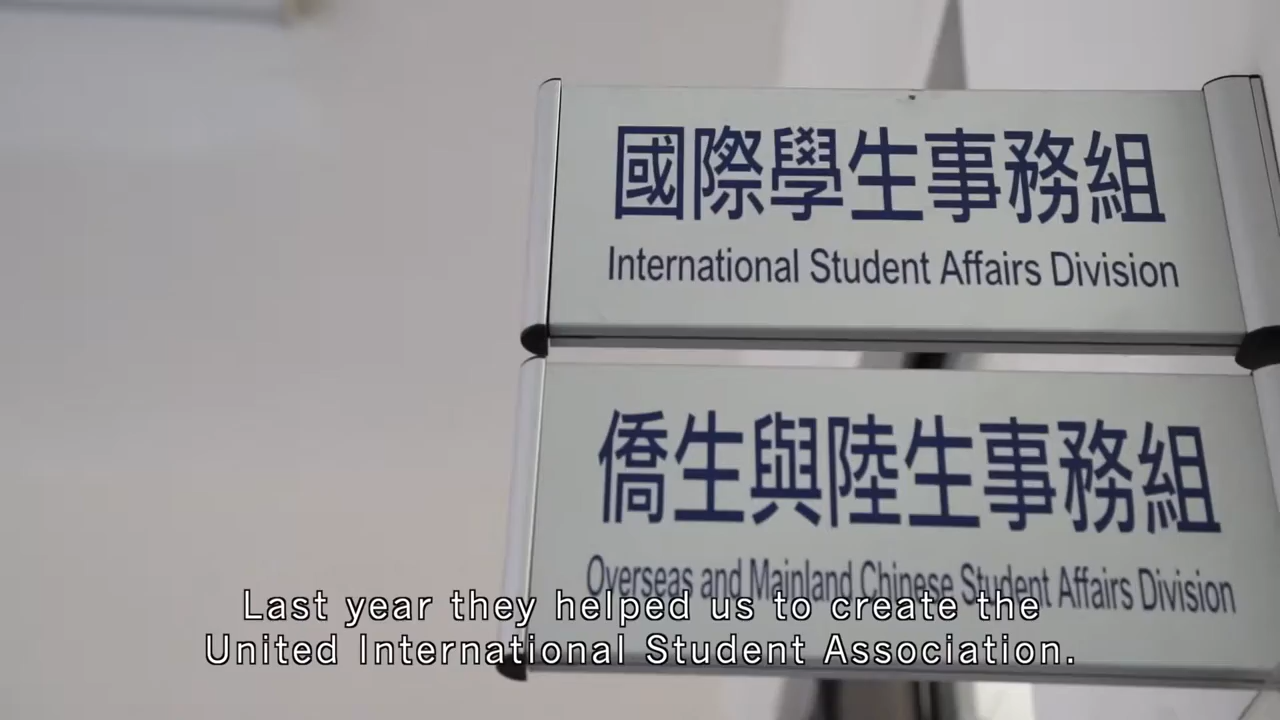 國際學生事務組
International Student Affairs Division
僑生與陸生事務組
Overseas and Mainland Chinese Student Affairs Division
Last year they helped us to create the
United International Student Association.